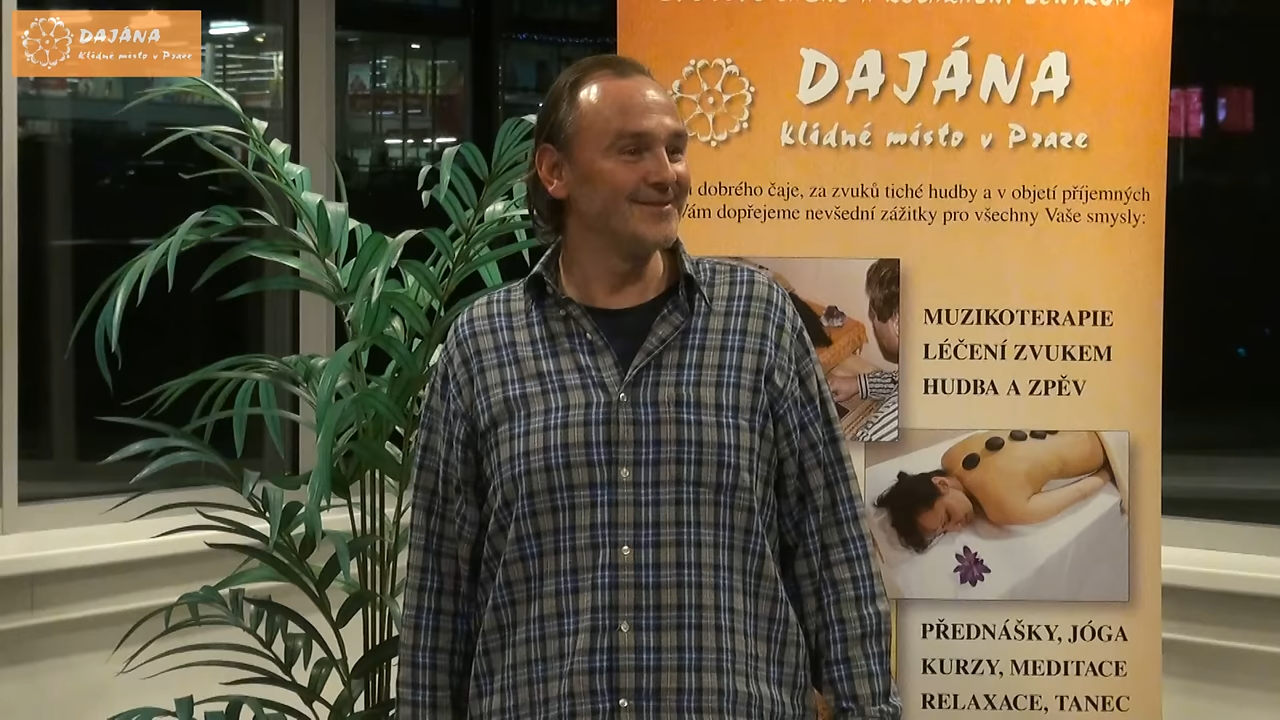 DAJÁNA
Klidné místo v Praze
DAJÁNA
Klidné místo v Praze
dobrého čaje, za zvuků tiché hudby a v objetí příjemných
Vám dopřejeme nevšední zážitky pro všechny Vaše smysly:
MUZIKOTERAPIE
LÉČENÍ ZVUKEM
HUDBA A ZPĚV
PŘEDNÁŠKY, JÓGA
KURZY, MEDITACE
RELAXACE, TANEC